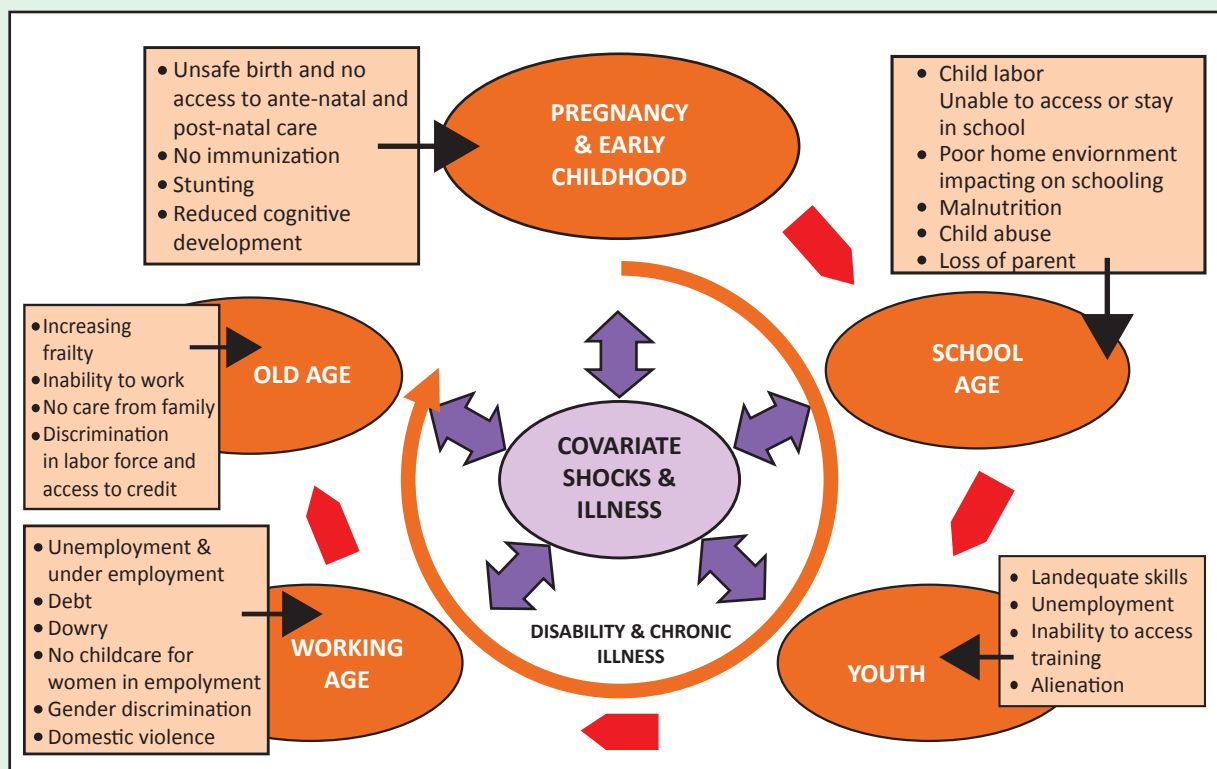 • Unsafe birth and no
access to ante-natal and
post-natal care
• No immunization
• Stunting
• Reduced cognitive
development
PREGNANCY
& EARLY
CHILDHOOD
• Child labor
Unable to access or stay
in school
• Poor home enviornment
impacting on schooling
• Malnutrition
• Child abuse
• Loss of parent
• Increasing
frailty
• Inability to work
• No care from family
• Discrimination
in labor force and
access to credit
OLD AGE
SCHOOL
AGE
COVARIATE
SHOCKS &
ILLNESS
• Unemployment &
under employment
• Debt
• Dowry
• No childcare for
women in empolyment
• Gender discrimination
• Domestic violence
WORKING
AGE
DISABILITY & CHRONIC
ILLNESS
YOUTH
• Landequate skills
• Unemployment
• Inability to access
• training
• Alienation